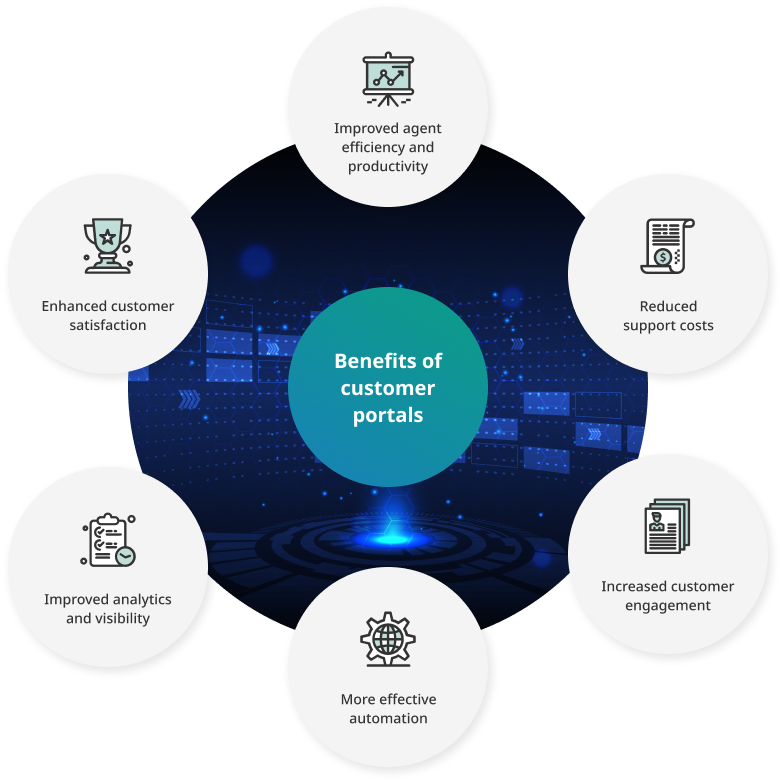 Improved agent
efficiency and
productivity
Enhanced customer
satisfaction
Reduced
support costs
$
Benefits of
customer
portals
Improved analytics
and visibility
Increased customer
engagement
More effective
automation